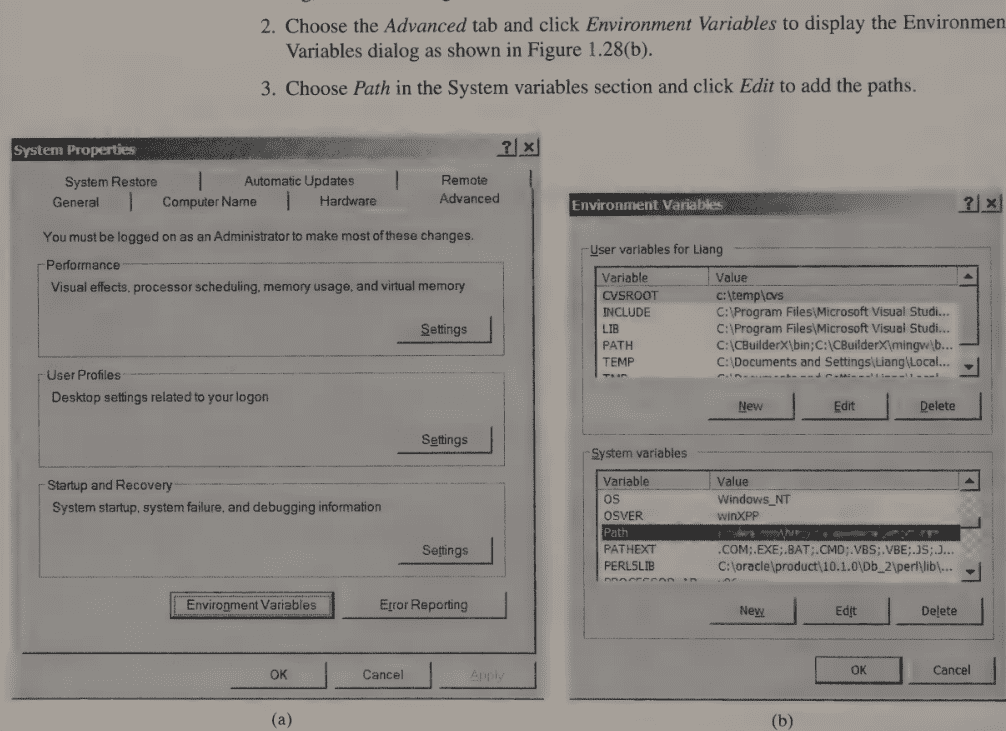 2. Choose the Advanced tab and click Environment Variables to display the Environmen
Variables dialog as shown in Figure 1.28(b).
3. Choose Path in the System variables section and click Edit to add the paths.
System Properties
System Restore Automatic Updates Remote
General Computer Name Hardware Advanced
You must be logged on as an Administrator to make most of these changes.
Performance
Visual effects, processor scheduling, memory usage, and virtual memory
Settings
User Profiles
Desktop settings related to your logon
Settings
Startup and Recovery
System startup, system failure, and debugging information
Settings
Environment Variables Error Reporting
OK Cancel Apply
(a)
Environment Variables
User variables for Liang
Variable Value
CVSROOT c:\temp\cvs
INCLUDE C:\Program Files\Microsoft Visual Studi...
LIB C:\Program Files\Microsoft Visual Studi...
PATH C:\CBuilderX\bin;C:\CBuilderX\mingw\b...
TEMP C:\Documents and Settings\Liang\Local...
New Edit Delete
System variables
Variable Value
OS Windows_NT
OSVER winXPP
Path
PATHEXT .COM;.EXE;.BAT;.CMD;.VBS;.VBE;.JS;.J...
PERL5LIB C:\oracle\product\10.1.0\Db_2\perl\lib\...
New Edit Delete
OK Cancel
(b)